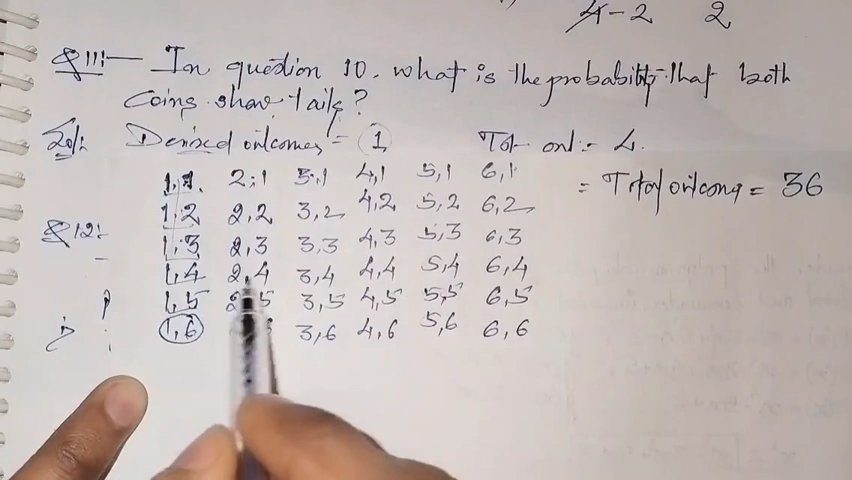 4-2 2
Q11:- In question 10. what is the probability that both
coins show tails?
Sol: Desired outcomes = 1 Tot out:- 4.
1,1. 2,1 3,1 4,1 5,1 6,1 = Total outcong = 36
1,2 2,2 3,2 4,2 5,2 6,2
Q12:- 1,3 2,3 3,3 4,3 5,3 6,3
1,4 2,4 3,4 4,4 5,4 6,4
1,5 2,5 3,5 4,5 5,5 6,5
1,6 3,6 4,6 5,6 6,6